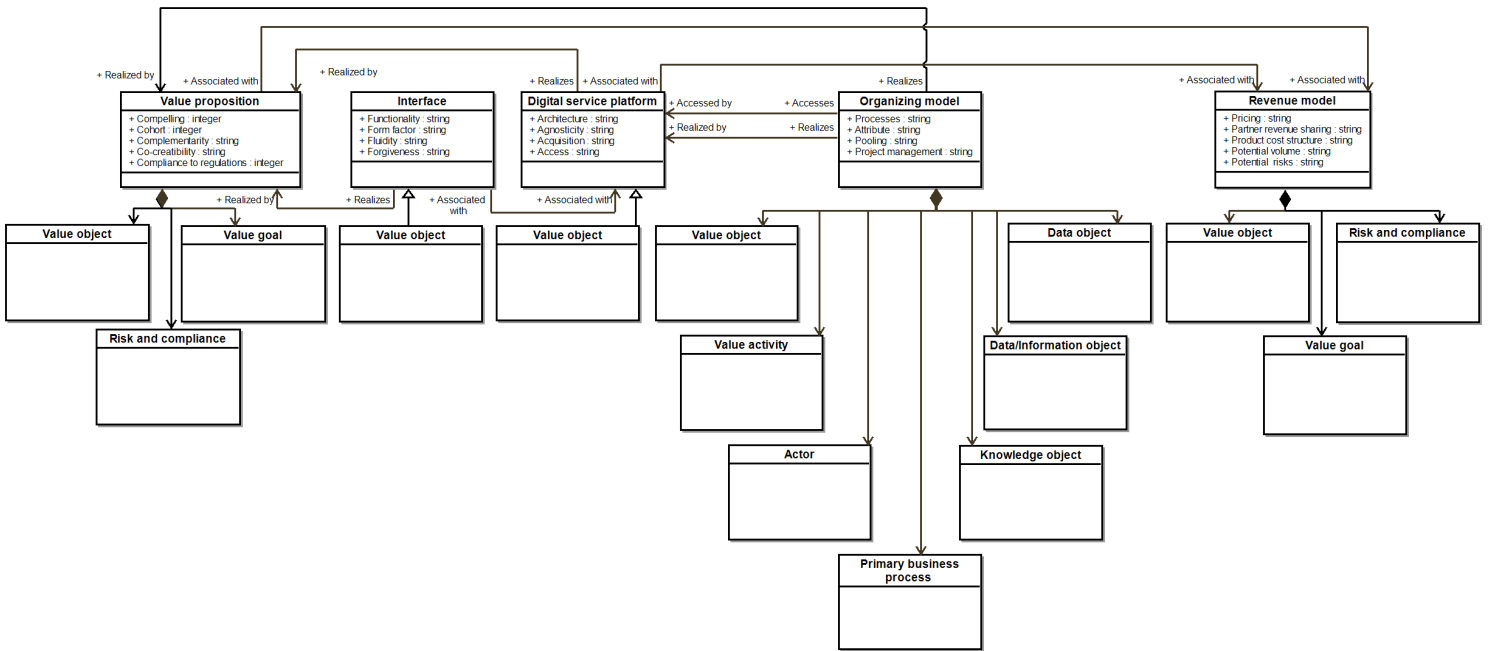 + Realized by
+ Associated with
+ Realized by
+ Realizes
+ Associated with
+ Realizes
+ Associated with
+ Associated with
Value proposition
+ Compelling : integer
+ Cohort : integer
+ Complementarity : string
+ Co-creatibility : string
+ Compliance to regulations : integer
Interface
+ Functionality : string
+ Form factor : string
+ Fluidity : string
+ Forgiveness : string
Digital service platform
+ Architecture : string
+ Agnosticity : string
+ Acquisition : string
+ Access : string
+ Accessed by
+ Accesses
+ Realized by
+ Realizes
Organizing model
+ Processes : string
+ Attribute : string
+ Pooling : string
+ Project management : string
Revenue model
+ Pricing : string
+ Partner revenue sharing : string
+ Product cost structure : string
+ Potential volume : string
+ Potential risks : string
+ Realized by
+ Realizes
+ Associated
with
+ Associated with
Value object
Value goal
Value object
Value object
Value object
Data object
Value object
Risk and compliance
Risk and compliance
Value activity
Data/Information object
Value goal
Actor
Knowledge object
Primary business
process